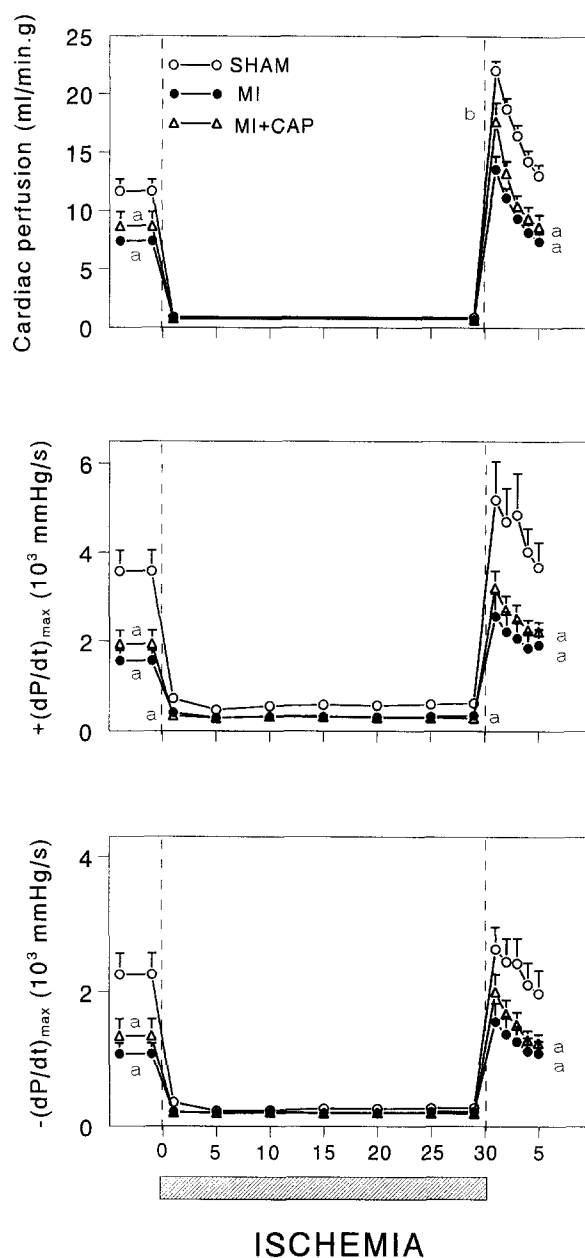 Cardiac perfusion (ml/min.g)
25
20
15
10
5
0
SHAM
MI
MI+CAP
a
a
b
a
a
+(dP/dt)max (10³ mmHg/s)
6
4
2
0
a
a
a
a
a
a
-(dP/dt)max (10³ mmHg/s)
4
2
0
a
a
a
a
0 5 10 15 20 25 30 5
ISCHEMIA